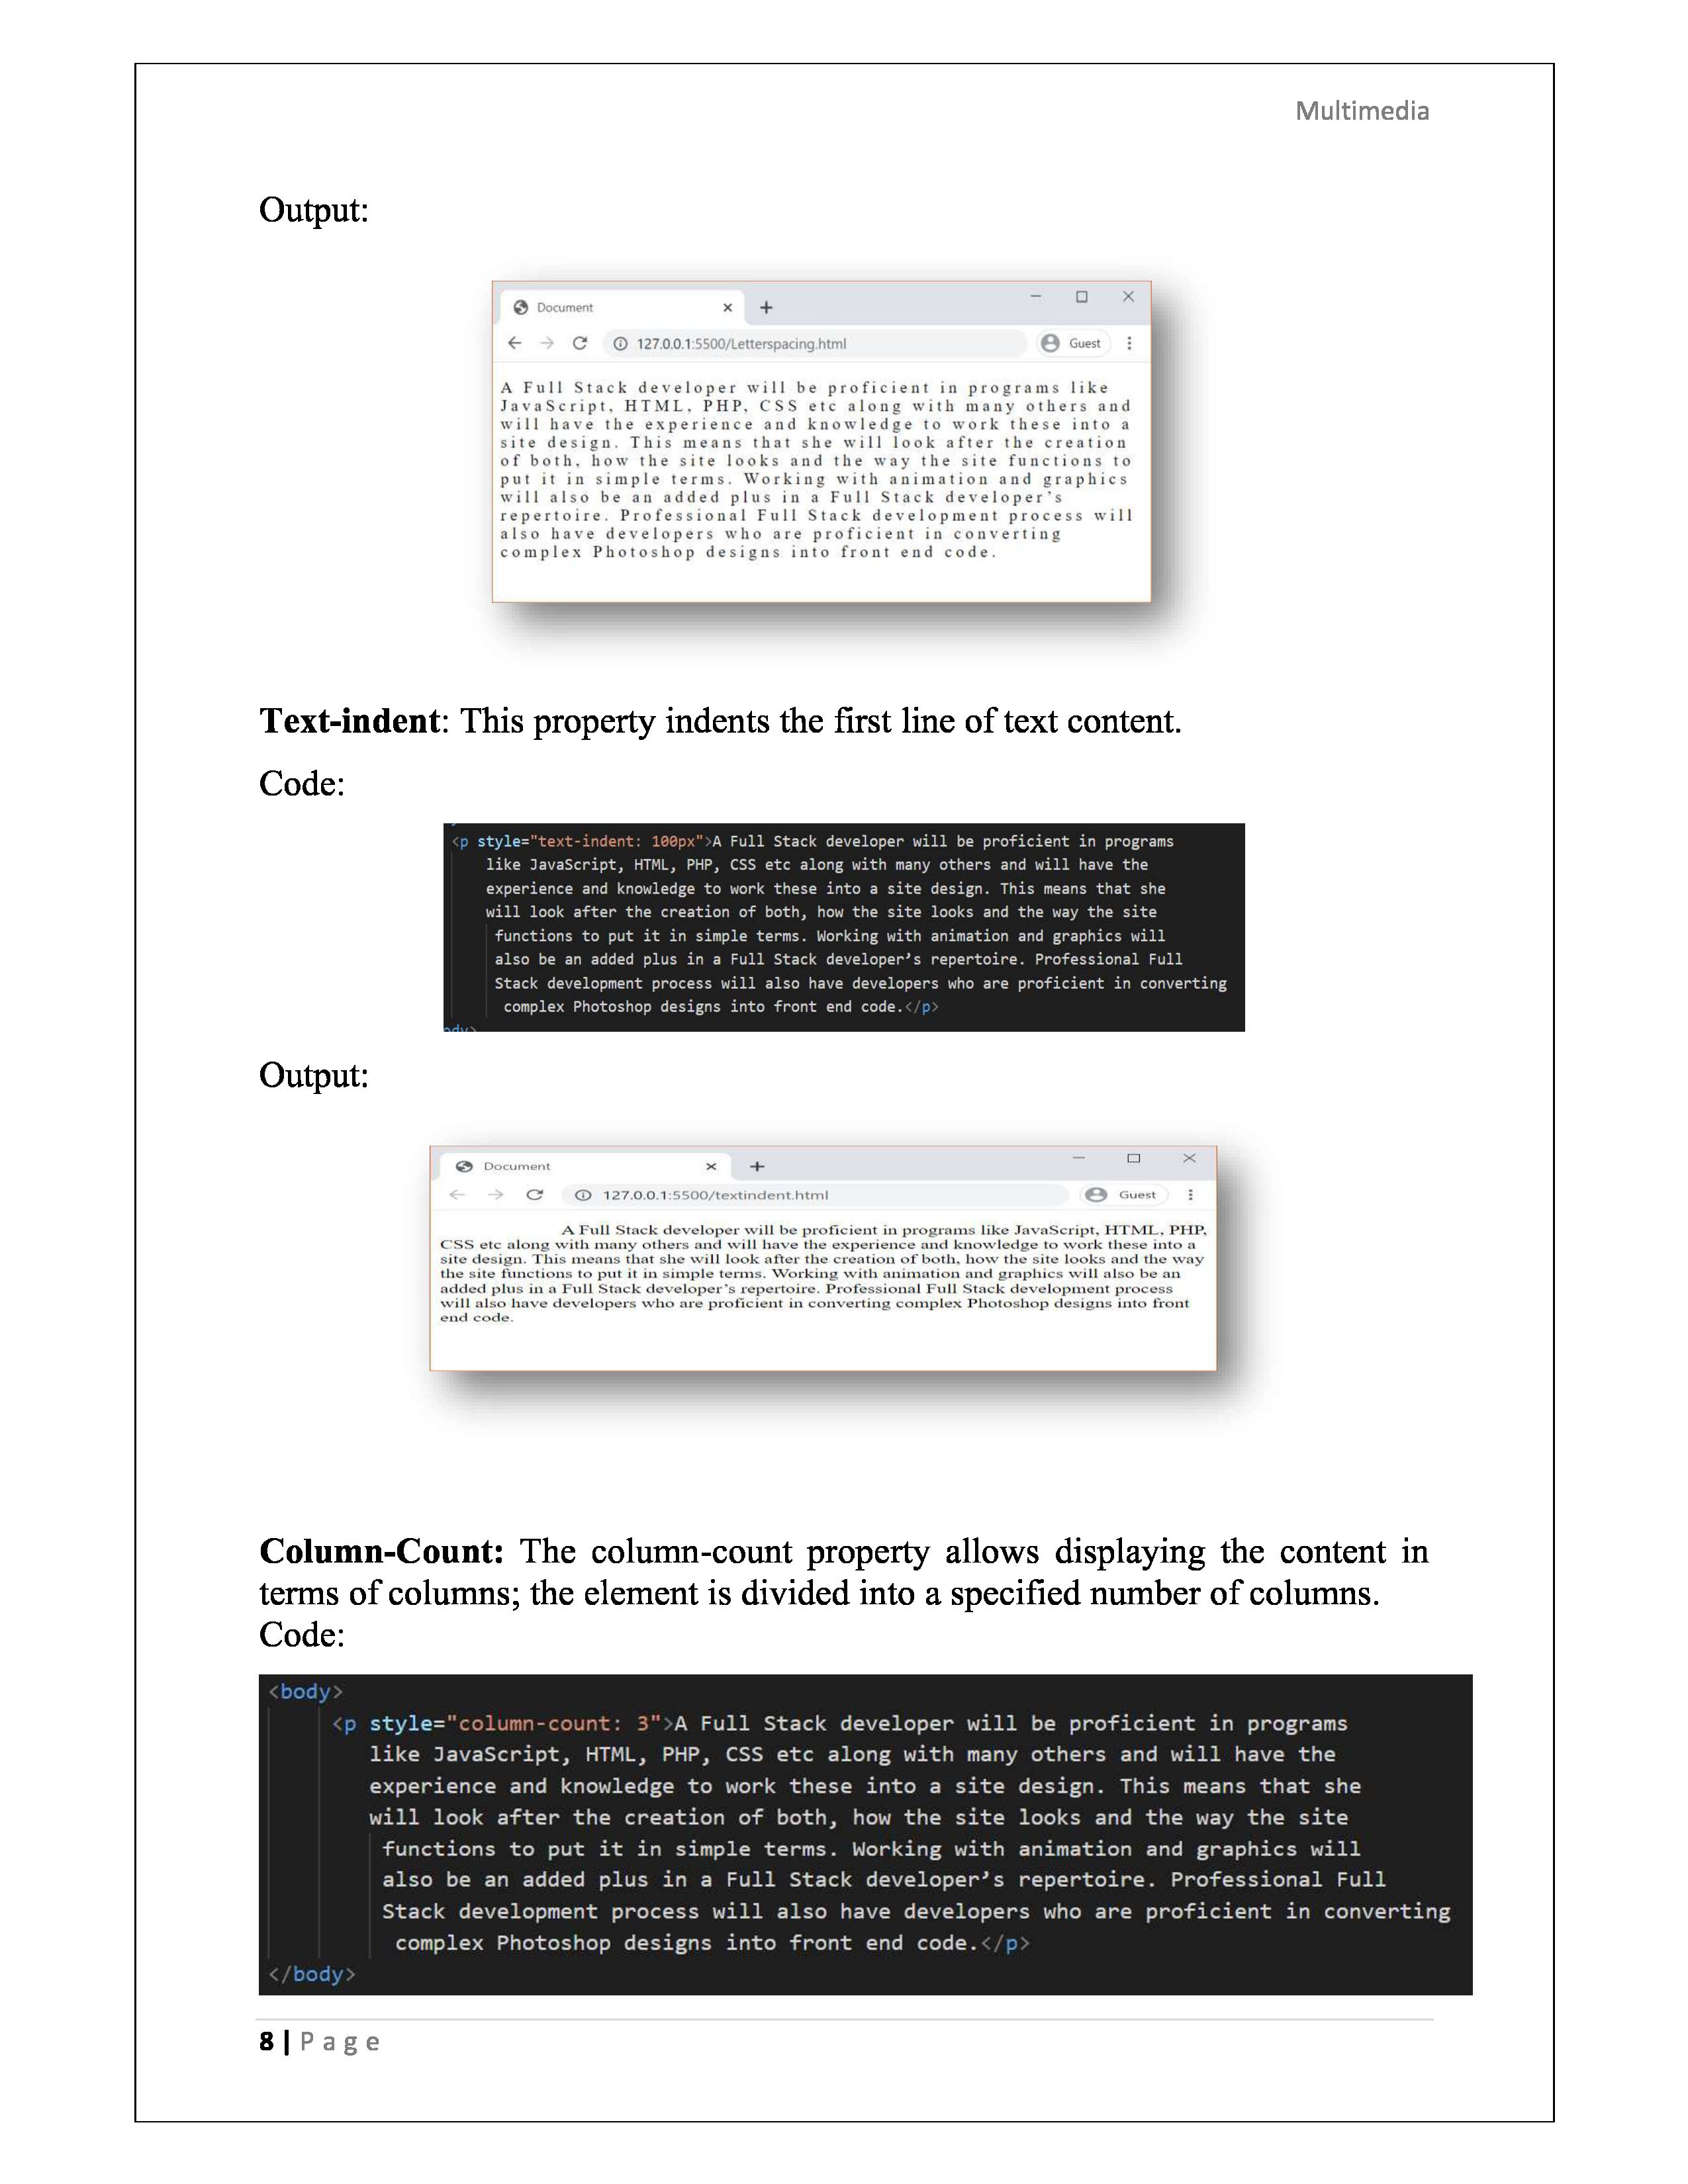 Multimedia
Output:
Document
127.0.0.1:5500/Letterspacing.html
Guest
A Full Stack developer will be proficient in programs like
JavaScript, HTML, PHP, CSS etc along with many others and
will have the experience and knowledge to work these into a
site design. This means that she will look after the creation
of both, how the site looks and the way the site functions to
put it in simple terms. Working with animation and graphics
will also be an added plus in a Full Stack developer’s
repertoire. Professional Full Stack development process will
also have developers who are proficient in converting
complex Photoshop designs into front end code.
Text-indent: This property indents the first line of text content.
Code:
<p style="text-indent: 100px">A Full Stack developer will be proficient in programs
like JavaScript, HTML, PHP, CSS etc along with many others and will have the
experience and knowledge to work these into a site design. This means that she
will look after the creation of both, how the site looks and the way the site
functions to put it in simple terms. Working with animation and graphics will
also be an added plus in a Full Stack developer’s repertoire. Professional Full
Stack development process will also have developers who are proficient in converting
complex Photoshop designs into front end code.</p>
ody>
Output:
Document
127.0.0.1:5500/textindent.html
Guest
A Full Stack developer will be proficient in programs like JavaScript, HTML, PHP,
CSS etc along with many others and will have the experience and knowledge to work these into a
site design. This means that she will look after the creation of both, how the site looks and the way
the site functions to put it in simple terms. Working with animation and graphics will also be an
added plus in a Full Stack developer’s repertoire. Professional Full Stack development process
will also have developers who are proficient in converting complex Photoshop designs into front
end code.
Column-Count: The column-count property allows displaying the content in
terms of columns; the element is divided into a specified number of columns.
Code:
<body>
<p style="column-count: 3">A Full Stack developer will be proficient in programs
like JavaScript, HTML, PHP, CSS etc along with many others and will have the
experience and knowledge to work these into a site design. This means that she
will look after the creation of both, how the site looks and the way the site
functions to put it in simple terms. Working with animation and graphics will
also be an added plus in a Full Stack developer’s repertoire. Professional Full
Stack development process will also have developers who are proficient in converting
complex Photoshop designs into front end code.</p>
</body>
8 | Page